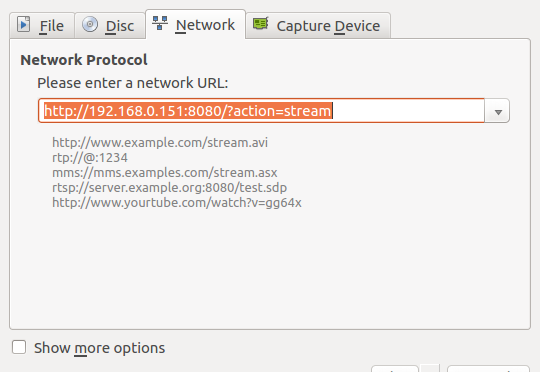 File Disc Network Capture Device
Network Protocol
Please enter a network URL:
http://192.168.0.151:8080/?action=stream
http://www.example.com/stream.avi
rtp://@:1234
mms://mms.examples.com/stream.asx
rtsp://server.example.org:8080/test.sdp
http://www.yourtube.com/watch?v=gg64x
Show more options